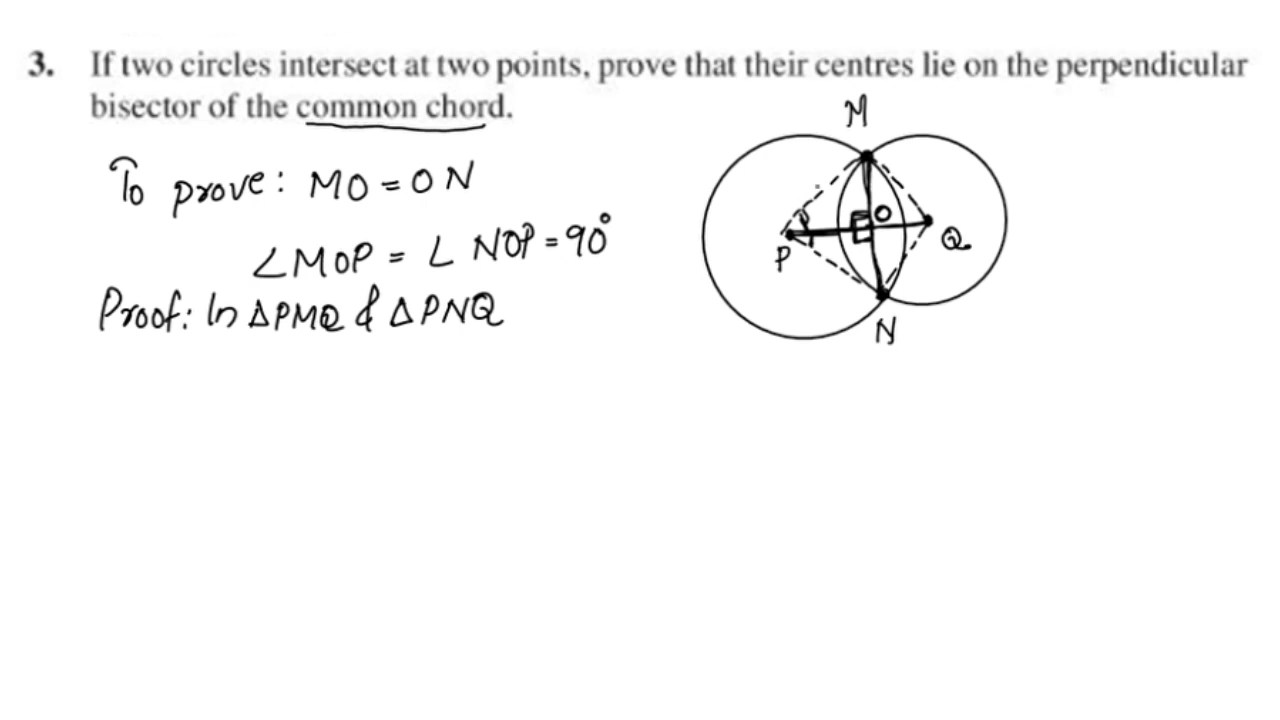 3. If two circles intersect at two points, prove that their centres lie on the perpendicular
bisector of the common chord.
M
To prove: MO = ON
O
P
Q
∠MOP = ∠NOP = 90°
Proof: In ΔPMQ & ΔPNQ
N